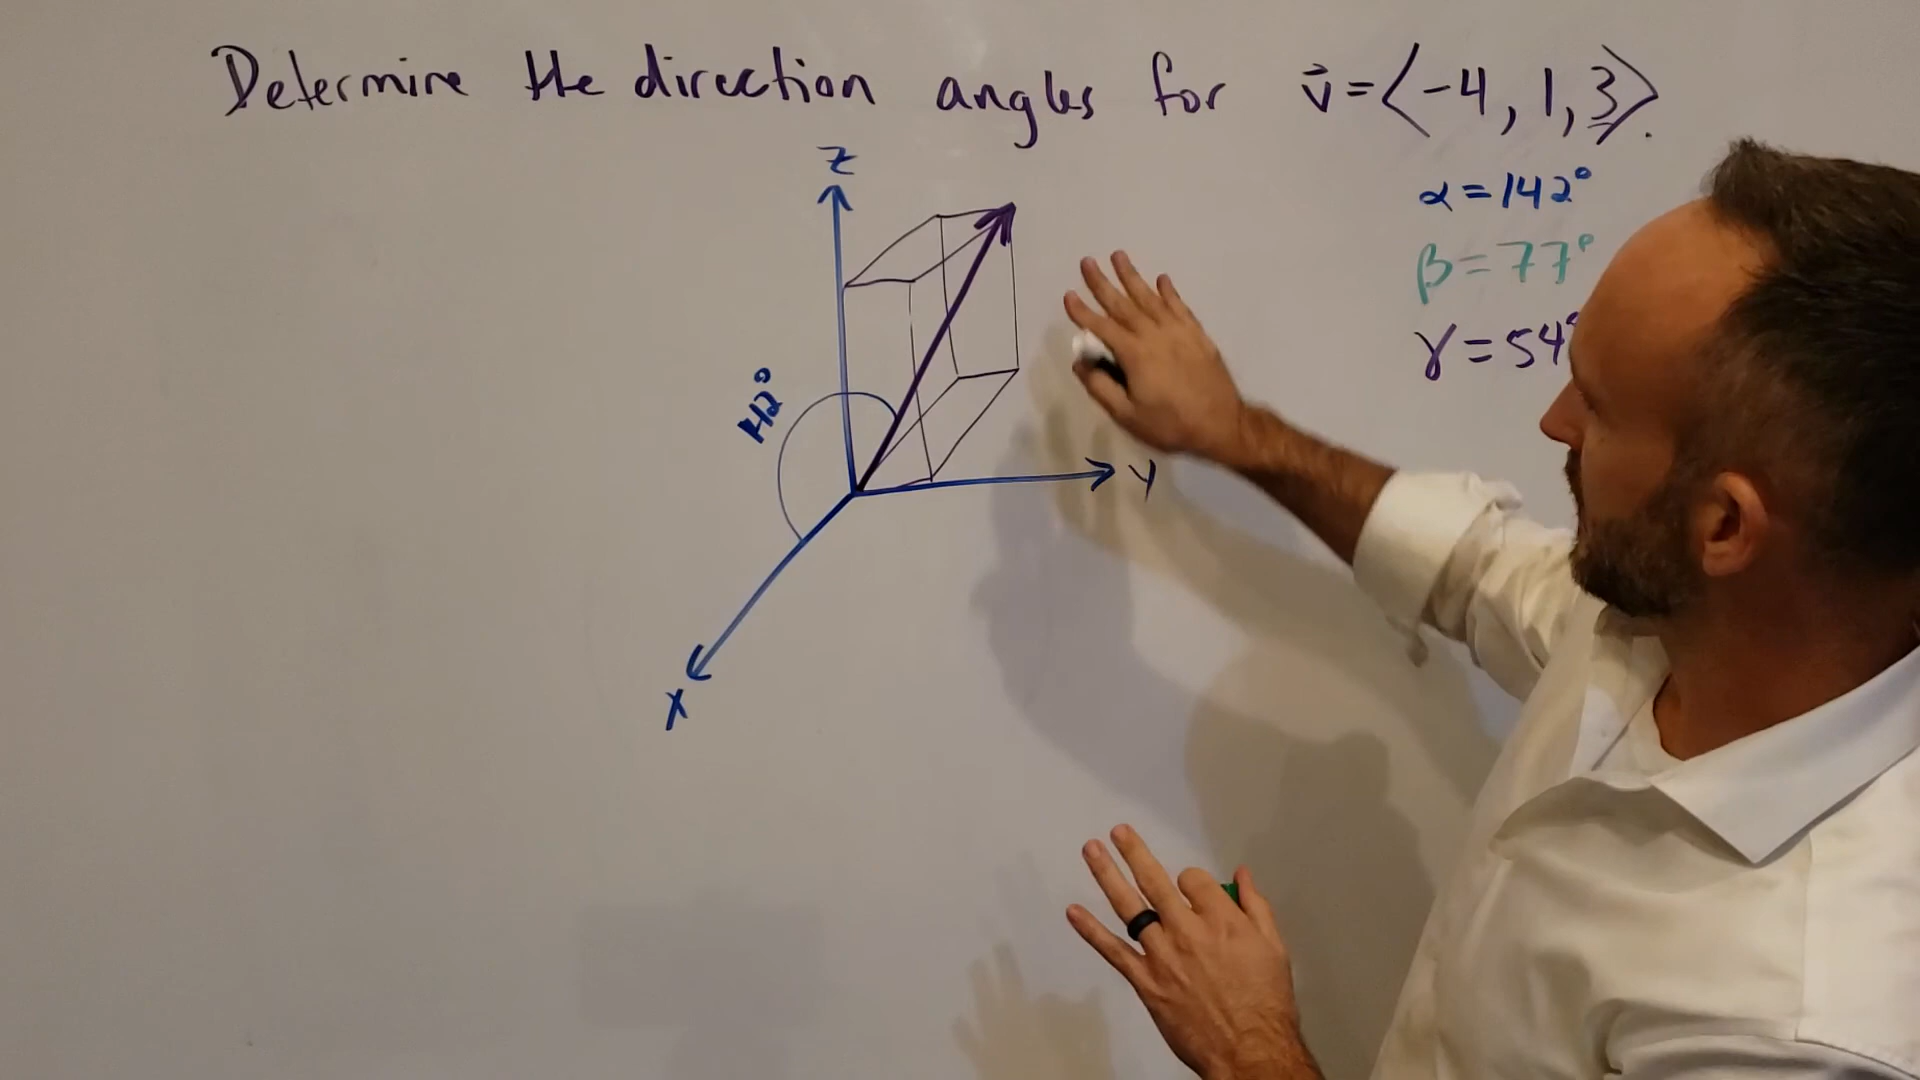 Determine the direction angles for v⃗=⟨-4, 1, 3⟩.
z
α=142°
β=77°
γ=54°
142°
y
x